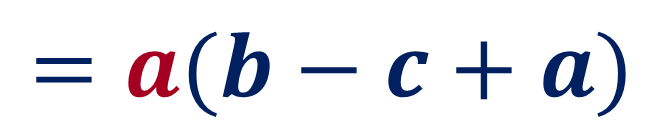 = a(b − c + a)